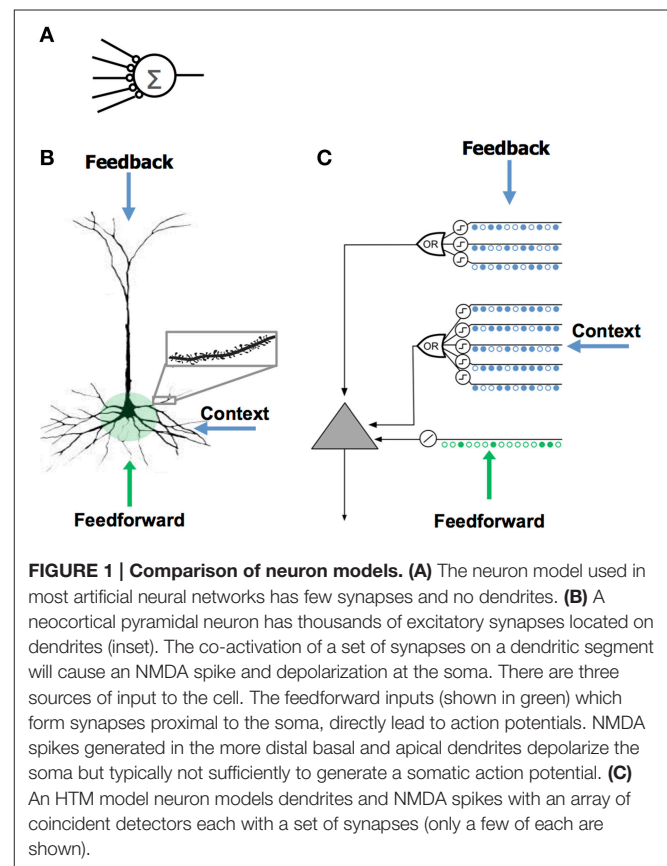 A
Σ
B
Feedback
Context
Feedforward
C
Feedback
OR
OR
Context
Feedforward
FIGURE 1 | Comparison of neuron models. (A) The neuron model used in
most artificial neural networks has few synapses and no dendrites. (B) A
neocortical pyramidal neuron has thousands of excitatory synapses located on
dendrites (inset). The co-activation of a set of synapses on a dendritic segment
will cause an NMDA spike and depolarization at the soma. There are three
sources of input to the cell. The feedforward inputs (shown in green) which
form synapses proximal to the soma, directly lead to action potentials. NMDA
spikes generated in the more distal basal and apical dendrites depolarize the
soma but typically not sufficiently to generate a somatic action potential. (C)
An HTM model neuron models dendrites and NMDA spikes with an array of
coincident detectors each with a set of synapses (only a few of each are
shown).